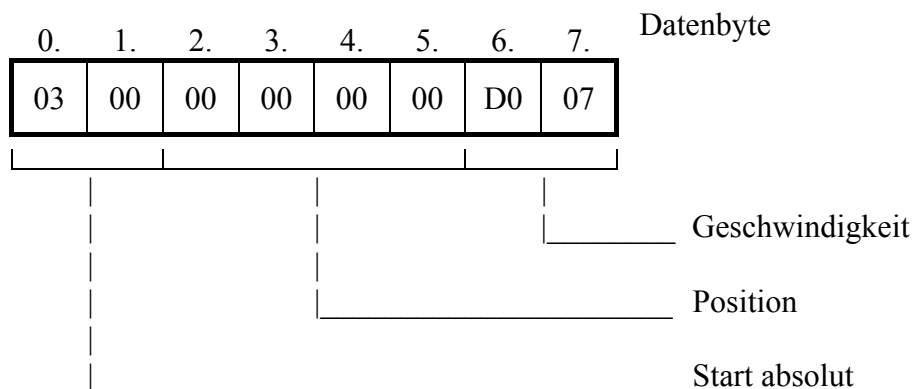 Datenbyte
0. 1. 2. 3. 4. 5. 6. 7.
03 00 00 00 00 00 D0 07
Geschwindigkeit
Position
Start absolut